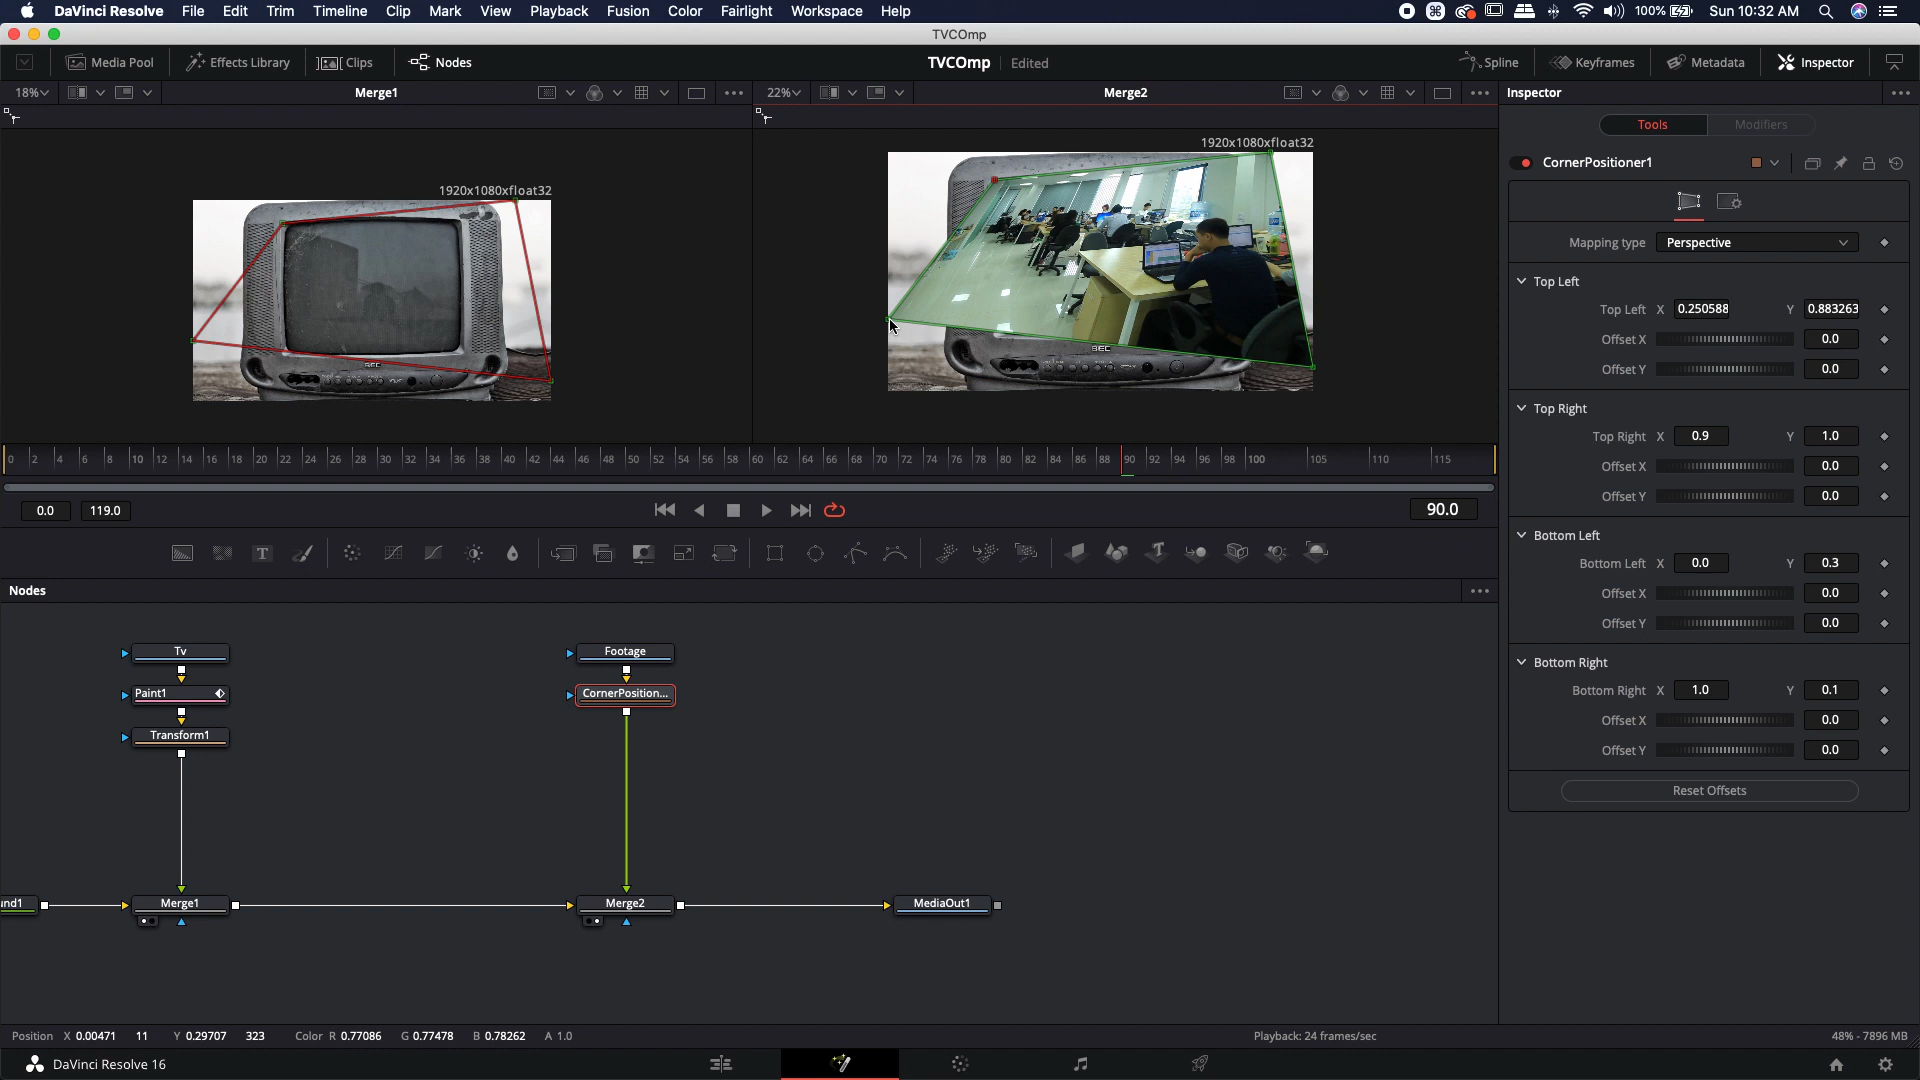 DaVinci Resolve File Edit Trim Timeline Clip Mark View Playback Fusion Color Fairlight Workspace Help 100% Sun 10:32 AM
TVCOmp
Media Pool Effects Library Clips Nodes TVCOmp Edited Spline Keyframes Metadata Inspector
18% Merge1 22% Merge2 Inspector
Tools Modifiers
1920x1080xfloat32
1920x1080xfloat32
CornerPositioner1
Mapping type Perspective
Top Left
Top Left X 0.250588 Y 0.883263
Offset X 0.0
Offset Y 0.0
Top Right
Top Right X 0.9 Y 1.0
Offset X 0.0
Offset Y 0.0
Bottom Left
Bottom Left X 0.0 Y 0.3
Offset X 0.0
Offset Y 0.0
Bottom Right
Bottom Right X 1.0 Y 0.1
Offset X 0.0
Offset Y 0.0
Reset Offsets
SEC
SEC
0 2 4 6 8 10 12 14 16 18 20 22 24 26 28 30 32 34 36 38 40 42 44 46 48 50 52 54 56 58 60 62 64 66 68 70 72 74 76 78 80 82 84 86 88 90 92 94 96 98 100 105 110 115
0.0 119.0 90.0
Nodes
Tv Footage
Paint1 CornerPosition...
Transform1
und1 Merge1 Merge2 MediaOut1
Position X 0.00471 11 Y 0.29707 323 Color R 0.77086 G 0.77478 B 0.78262 A 1.0 Playback: 24 frames/sec 48% - 7896 MB
DaVinci Resolve 16